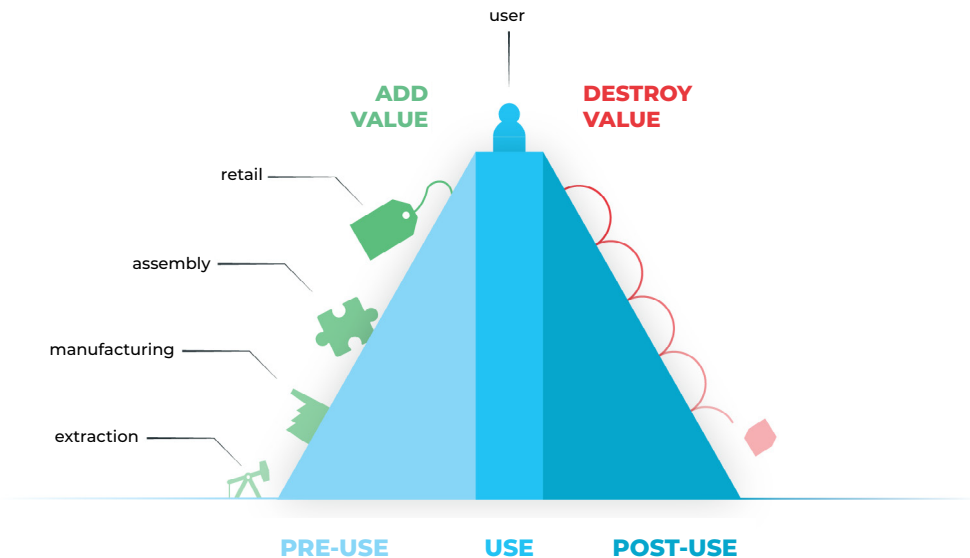 user
ADD
VALUE
DESTROY
VALUE
retail
assembly
manufacturing
extraction
PRE-USE
USE
POST-USE